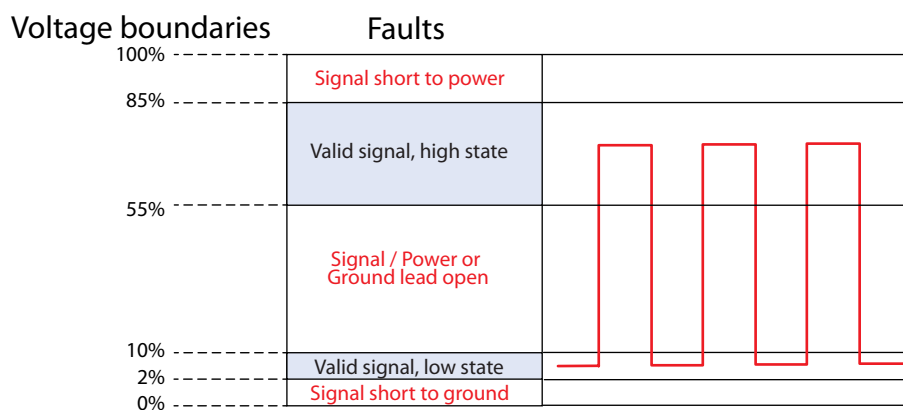 Voltage boundaries
Faults
100%
Signal short to power
85%
Valid signal, high state
55%
Signal / Power or
Ground lead open
10%
Valid signal, low state
2%
Signal short to ground
0%